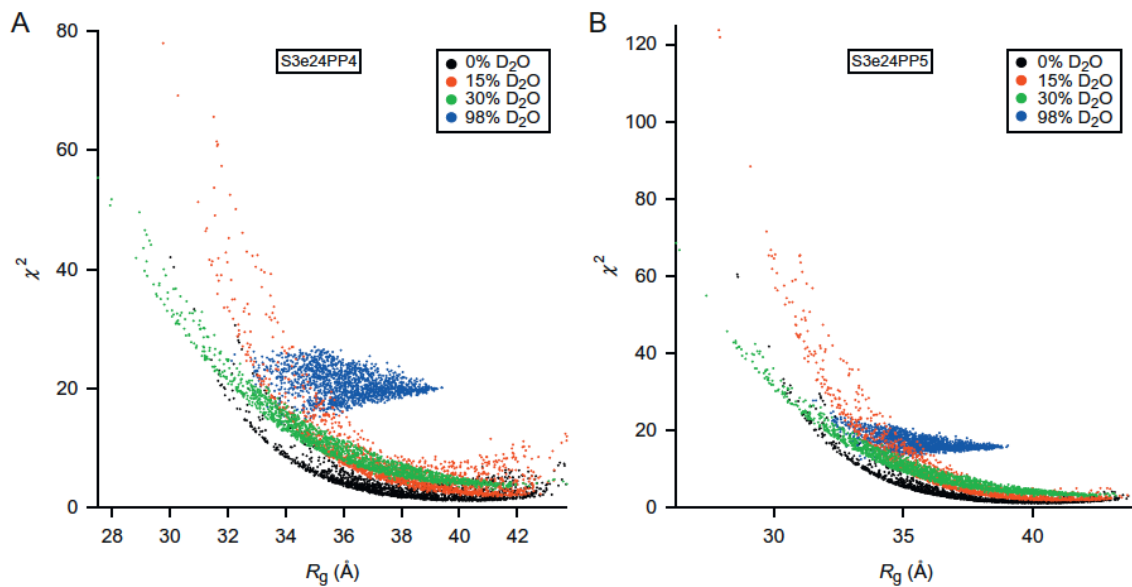 A
S3e24PP4
0% D₂O
15% D₂O
30% D₂O
98% D₂O
80
60
40
20
0
χ²
28 30 32 34 36 38 40 42
Rg (Å)
B
S3e24PP5
0% D₂O
15% D₂O
30% D₂O
98% D₂O
120
100
80
60
40
20
0
χ²
30 35 40
Rg (Å)